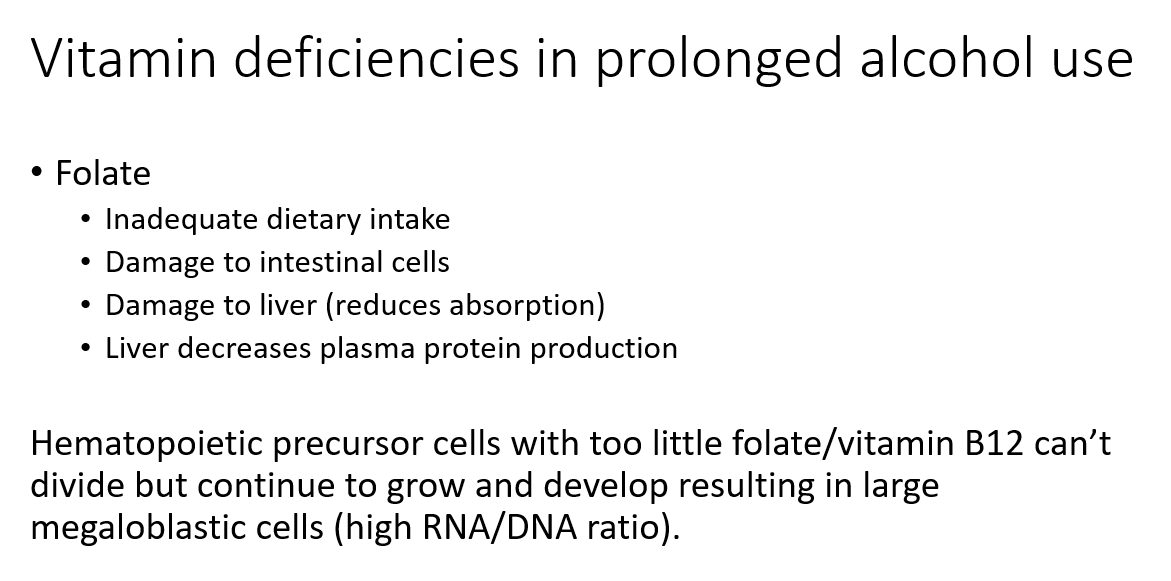 Vitamin deficiencies in prolonged alcohol use
• Folate
• Inadequate dietary intake
• Damage to intestinal cells
• Damage to liver (reduces absorption)
• Liver decreases plasma protein production
Hematopoietic precursor cells with too little folate/vitamin B12 can’t
divide but continue to grow and develop resulting in large
megaloblastic cells (high RNA/DNA ratio).